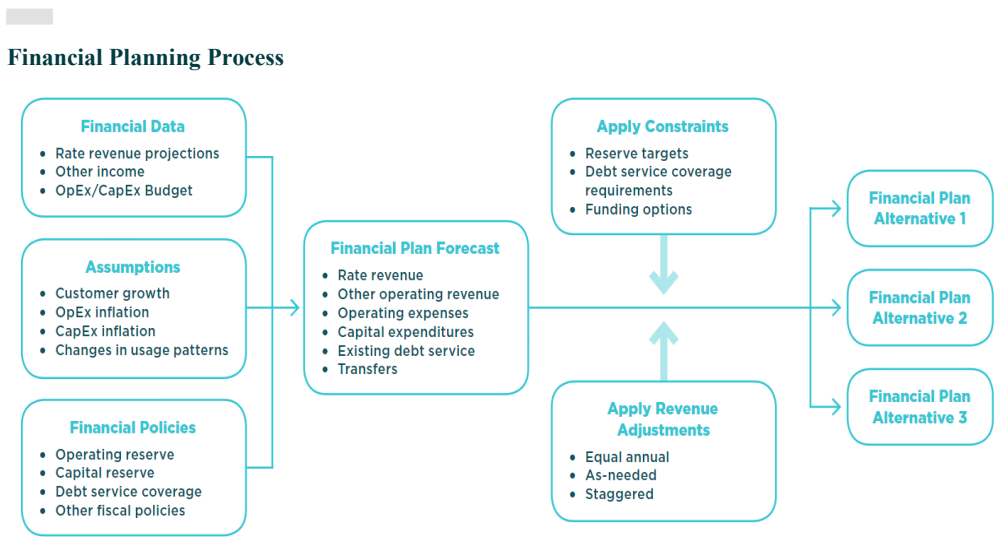 Financial Planning Process
Financial Data
• Rate revenue projections
• Other income
• OpEx/CapEx Budget
Assumptions
• Customer growth
• OpEx inflation
• CapEx inflation
• Changes in usage patterns
Financial Policies
• Operating reserve
• Capital reserve
• Debt service coverage
• Other fiscal policies
Financial Plan Forecast
• Rate revenue
• Other operating revenue
• Operating expenses
• Capital expenditures
• Existing debt service
• Transfers
Apply Constraints
• Reserve targets
• Debt service coverage
requirements
• Funding options
Apply Revenue
Adjustments
• Equal annual
• As-needed
• Staggered
Financial Plan
Alternative 1
Financial Plan
Alternative 2
Financial Plan
Alternative 3